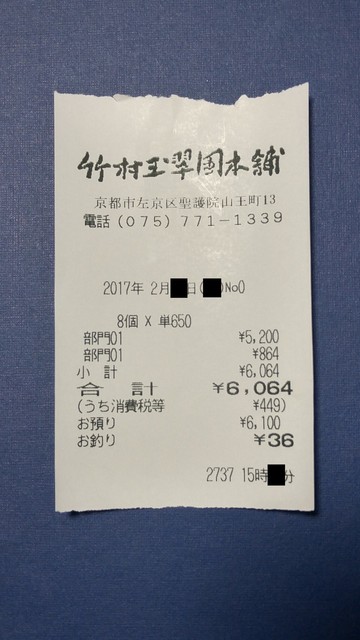 竹村玉翠園本舗
京都市左京区聖護院山王町13
電話(075)771-1339
2017年 2月 日( )No0
8個 X 単650
部門01 ¥5,200
部門01 ¥864
小 計 ¥6,064
合 計 ¥6,064
(うち消費税等 ¥449)
お預り ¥6,100
お釣り ¥36
2737 15時 分